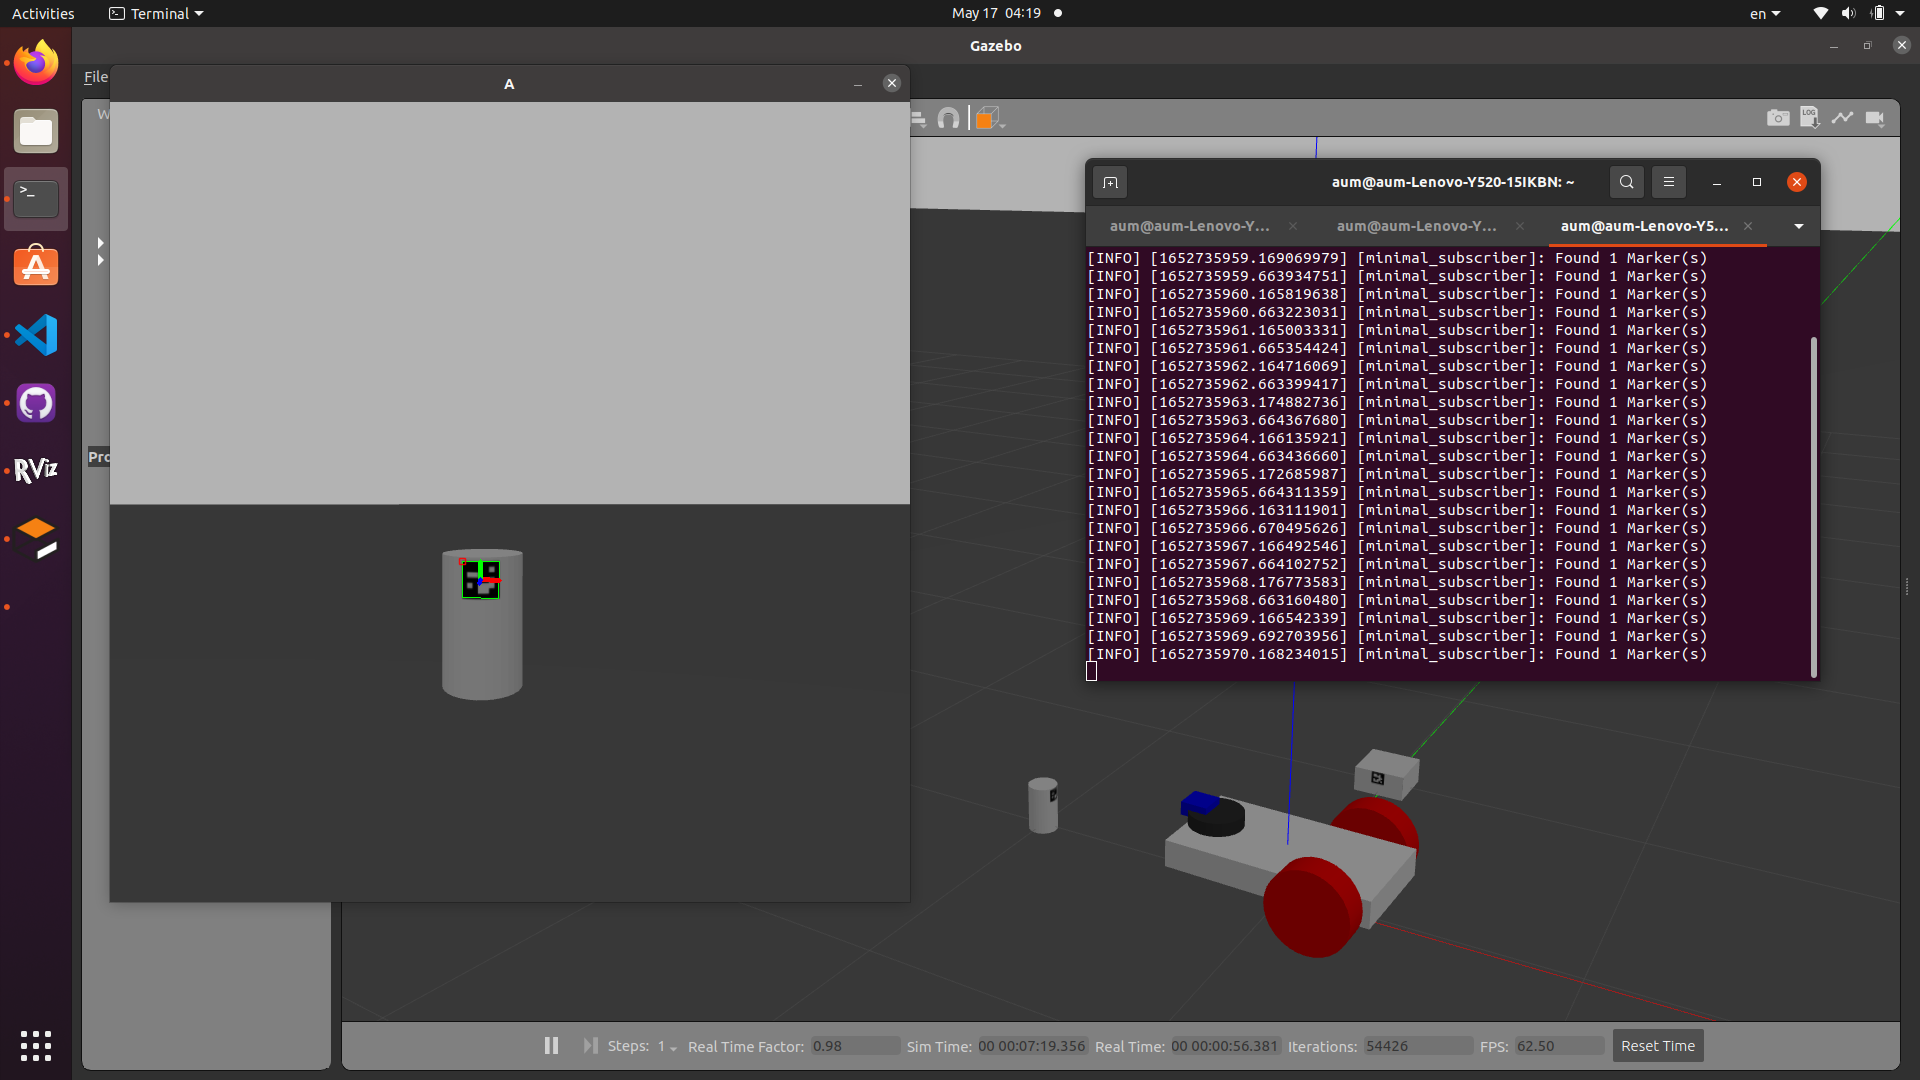 Activities
Terminal
May 17 04:19
en
Gazebo
File
A
W
LOG
Pro
RViz
aum@aum-Lenovo-Y520-15IKBN: ~
aum@aum-Lenovo-Y...
aum@aum-Lenovo-Y...
aum@aum-Lenovo-Y5...
[INFO] [1652735959.169069979] [minimal_subscriber]: Found 1 Marker(s)
[INFO] [1652735959.663934751] [minimal_subscriber]: Found 1 Marker(s)
[INFO] [1652735960.165819638] [minimal_subscriber]: Found 1 Marker(s)
[INFO] [1652735960.663223031] [minimal_subscriber]: Found 1 Marker(s)
[INFO] [1652735961.165003331] [minimal_subscriber]: Found 1 Marker(s)
[INFO] [1652735961.665354424] [minimal_subscriber]: Found 1 Marker(s)
[INFO] [1652735962.164716069] [minimal_subscriber]: Found 1 Marker(s)
[INFO] [1652735962.663399417] [minimal_subscriber]: Found 1 Marker(s)
[INFO] [1652735963.174882736] [minimal_subscriber]: Found 1 Marker(s)
[INFO] [1652735963.664367680] [minimal_subscriber]: Found 1 Marker(s)
[INFO] [1652735964.166135921] [minimal_subscriber]: Found 1 Marker(s)
[INFO] [1652735964.663436660] [minimal_subscriber]: Found 1 Marker(s)
[INFO] [1652735965.172685987] [minimal_subscriber]: Found 1 Marker(s)
[INFO] [1652735965.664311359] [minimal_subscriber]: Found 1 Marker(s)
[INFO] [1652735966.163111901] [minimal_subscriber]: Found 1 Marker(s)
[INFO] [1652735966.670495626] [minimal_subscriber]: Found 1 Marker(s)
[INFO] [1652735967.166492546] [minimal_subscriber]: Found 1 Marker(s)
[INFO] [1652735967.664102752] [minimal_subscriber]: Found 1 Marker(s)
[INFO] [1652735968.176773583] [minimal_subscriber]: Found 1 Marker(s)
[INFO] [1652735968.663160480] [minimal_subscriber]: Found 1 Marker(s)
[INFO] [1652735969.166542339] [minimal_subscriber]: Found 1 Marker(s)
[INFO] [1652735969.692703956] [minimal_subscriber]: Found 1 Marker(s)
[INFO] [1652735970.168234015] [minimal_subscriber]: Found 1 Marker(s)
Steps: 1 Real Time Factor: 0.98 Sim Time: 00 00:07:19.356 Real Time: 00 00:00:56.381 Iterations: 54426 FPS: 62.50 Reset Time